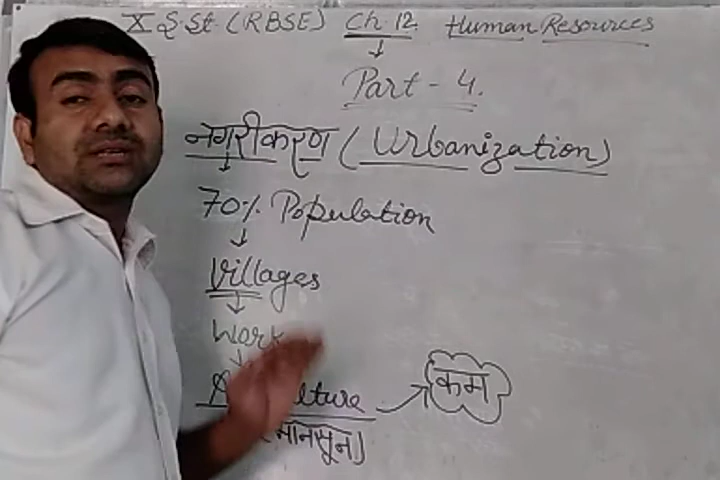 X S.St. (RBSE) Ch. 12. Human Resources
Part - 4.
नगरीकरण (Urbanization)
70% Population
Villages
Work
कम
(मानसून)